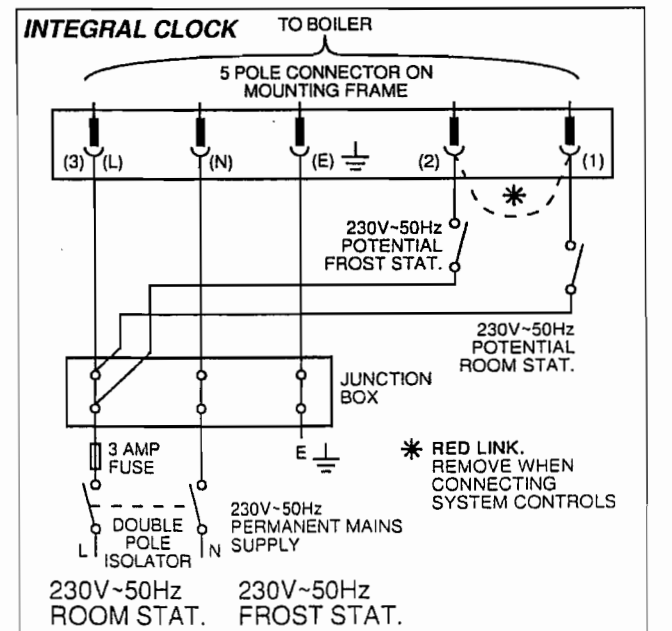 INTEGRAL CLOCK
TO BOILER
5 POLE CONNECTOR ON
MOUNTING FRAME
(3) (L) (N) (E) (2) (1)
230V~50Hz
POTENTIAL
FROST STAT.
230V~50Hz
POTENTIAL
ROOM STAT.
JUNCTION
BOX
3 AMP
FUSE
E
RED LINK.
REMOVE WHEN
CONNECTING
SYSTEM CONTROLS
DOUBLE
POLE
ISOLATOR
L
N
230V~50Hz
PERMANENT MAINS
SUPPLY
230V~50Hz
ROOM STAT.
230V~50Hz
FROST STAT.